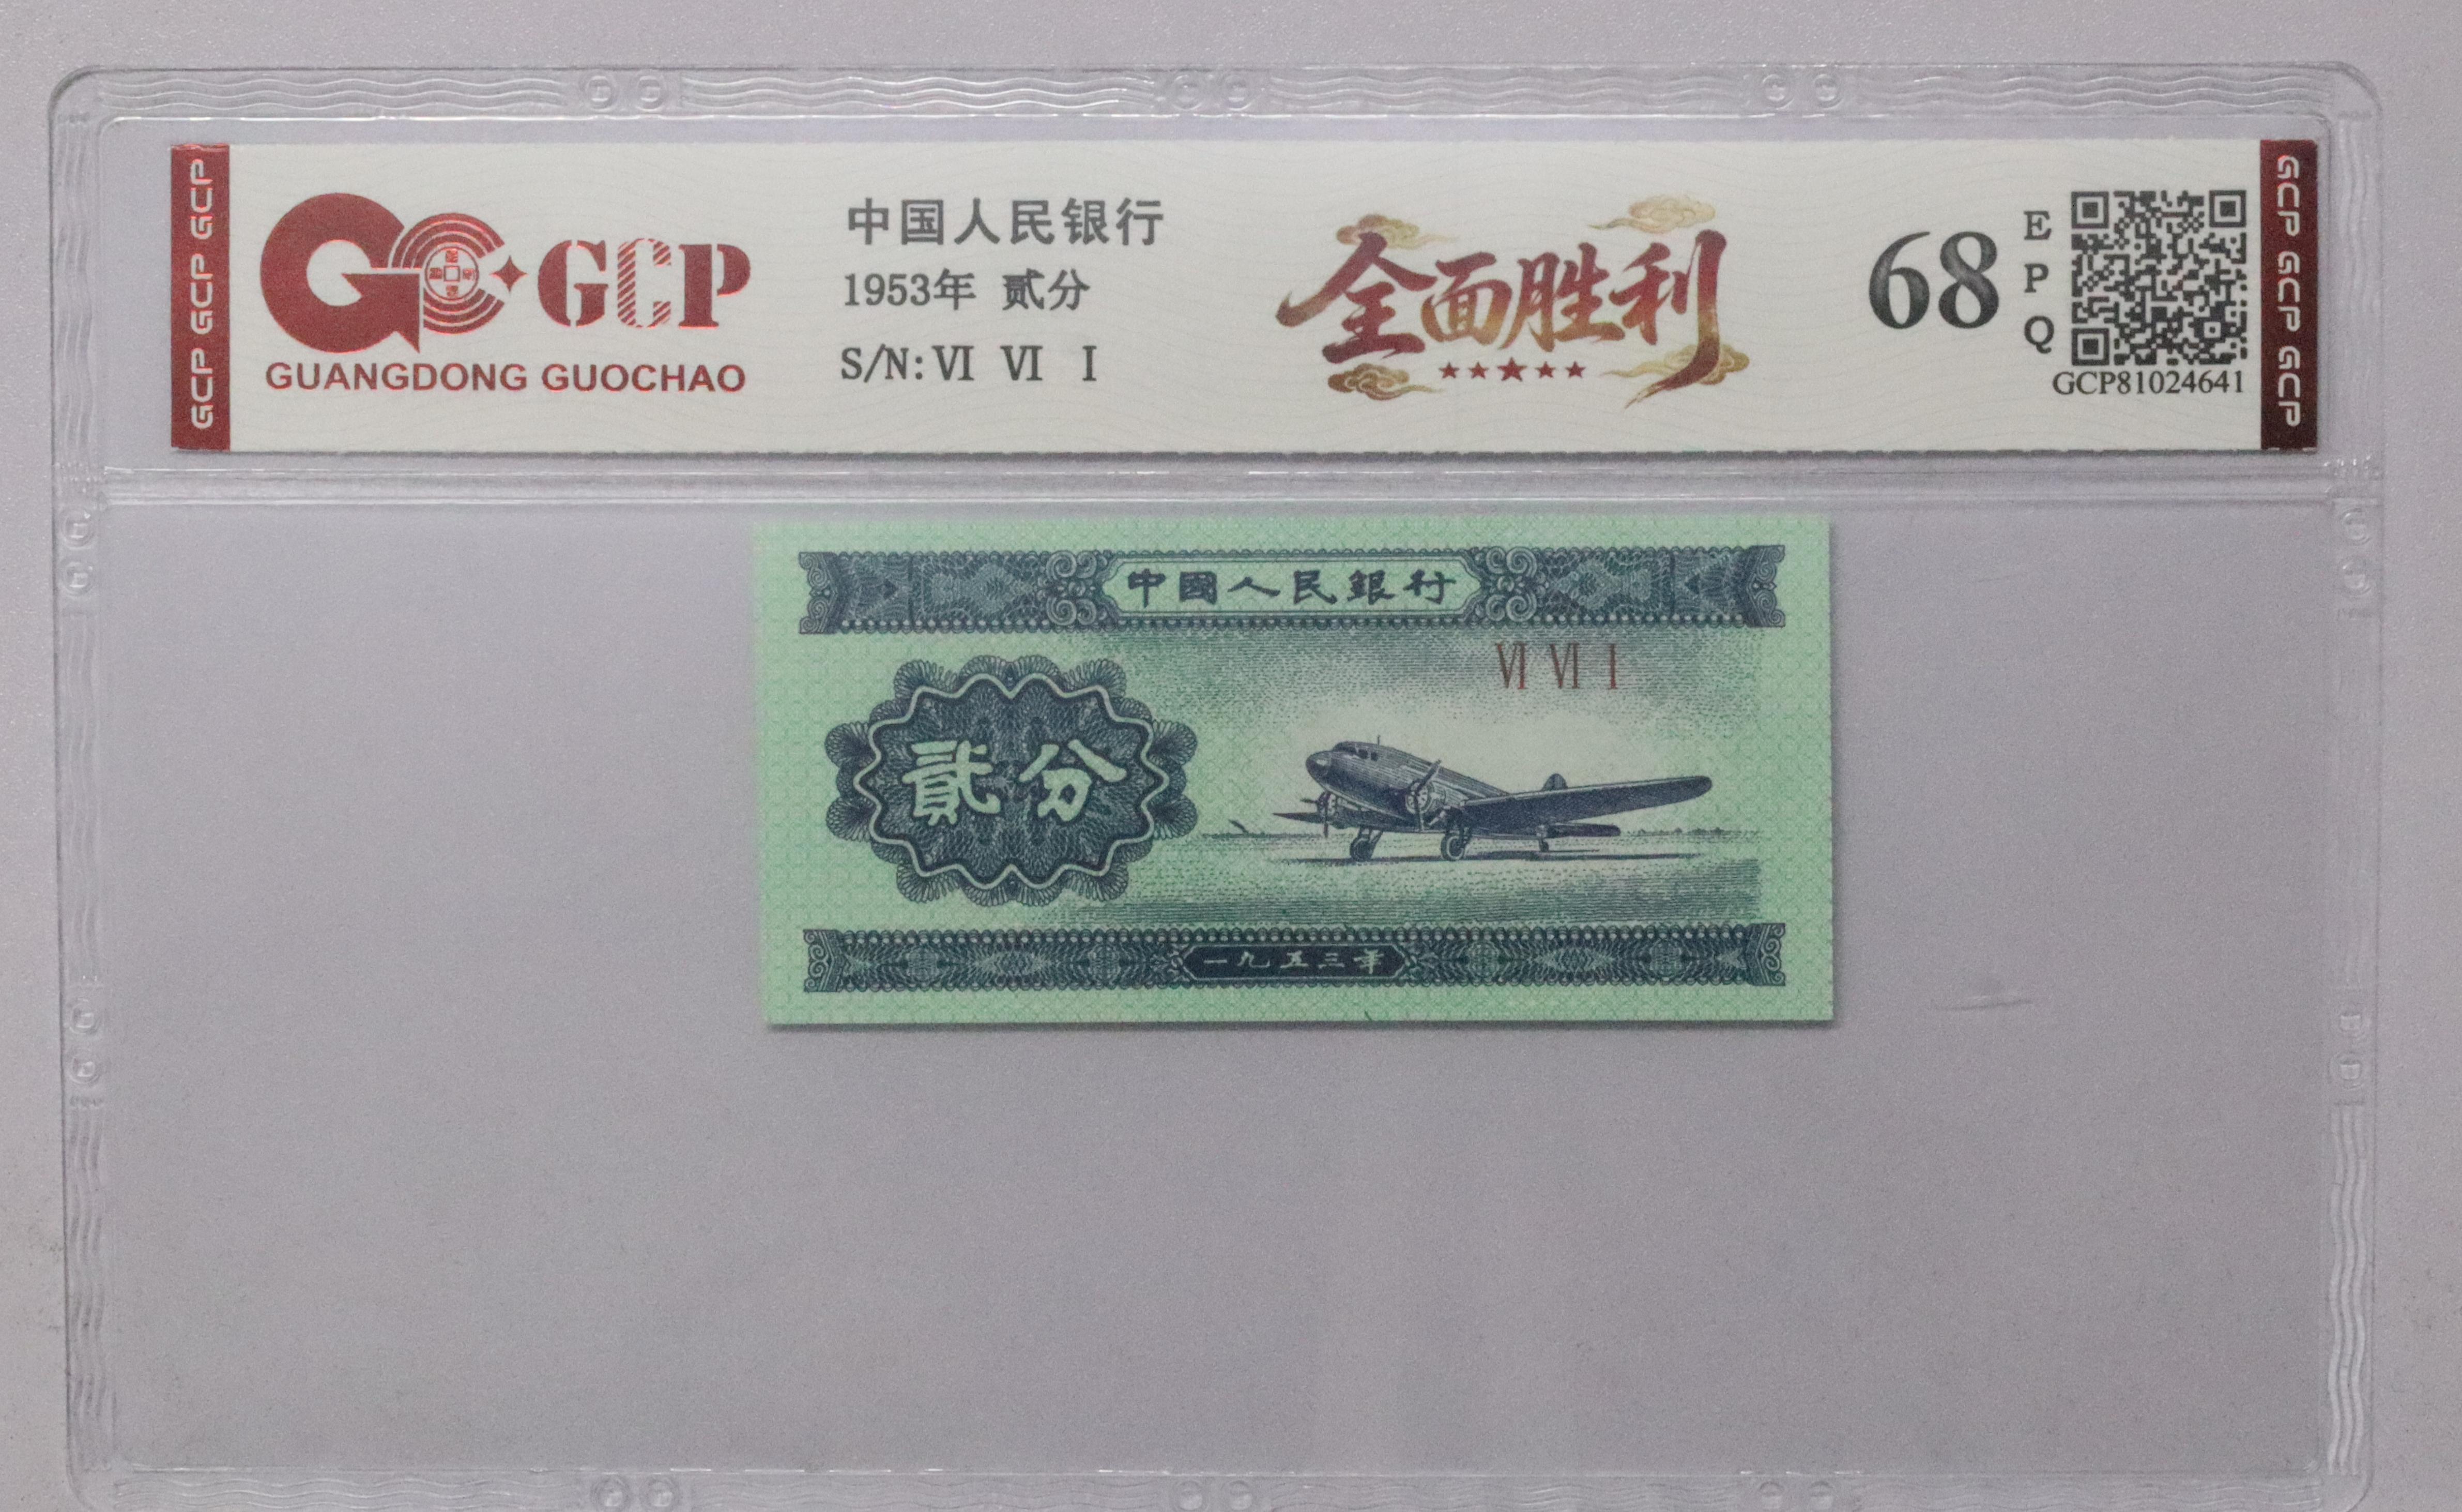 GCP GCP GCP
GCP
GUANGDONG GUOCHAO
中国人民银行
1953年 贰分
S/N: VI VI I
全面胜利
68
EPQ
GCP81024641
GCP GCP GCP
中國人民銀行
VI VI I
貳分
一九五三年